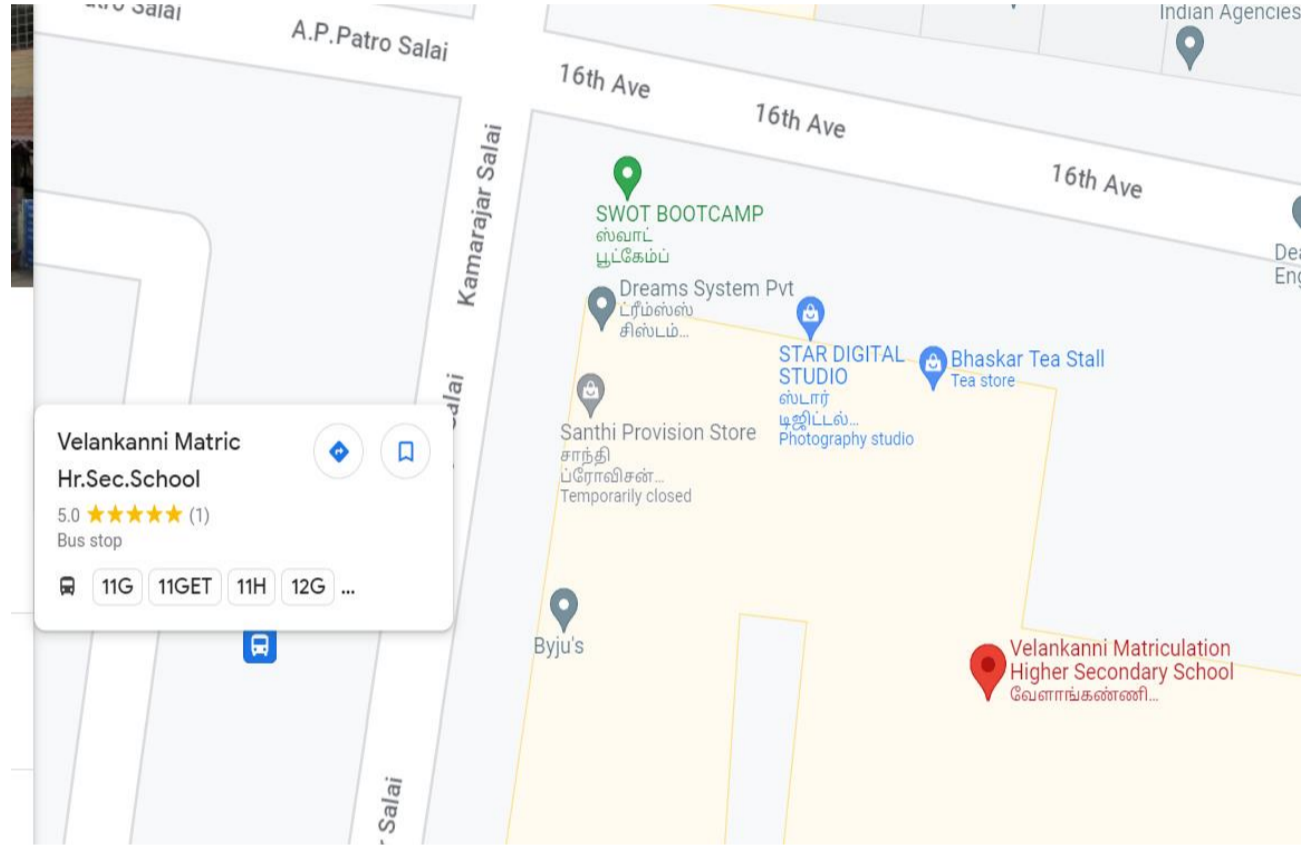 Salai
A.P.Patro Salai
Indian Agencies
16th Ave
16th Ave
16th Ave
Kamarajar Salai
SWOT BOOTCAMP
ஸ்வாட்
பூட்கேம்ப்
Dreams System Pvt
ட்ரீம்ஸ்ஸ்
சிஸ்டம்...
STAR DIGITAL
STUDIO
ஸ்டார்
டிஜிட்டல்...
Photography studio
Bhaskar Tea Stall
Tea store
Santhi Provision Store
சாந்தி
ப்ரோவிசன்...
Temporarily closed
Velankanni Matric
Hr.Sec.School
5.0 (1)
Bus stop
11G 11GET 11H 12G ...
Byju's
Velankanni Matriculation
Higher Secondary School
வேளாங்கண்ணி...
Salai